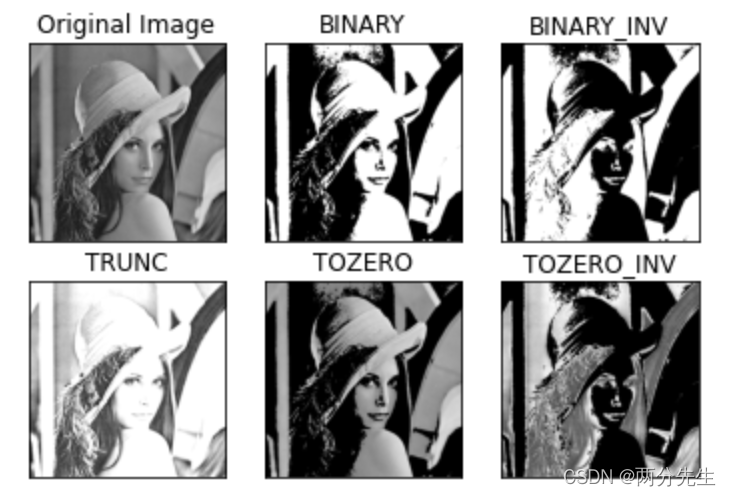 Original Image
BINARY
BINARY_INV
TRUNC
TOZERO
TOZERO_INV
CSDN @两分先生